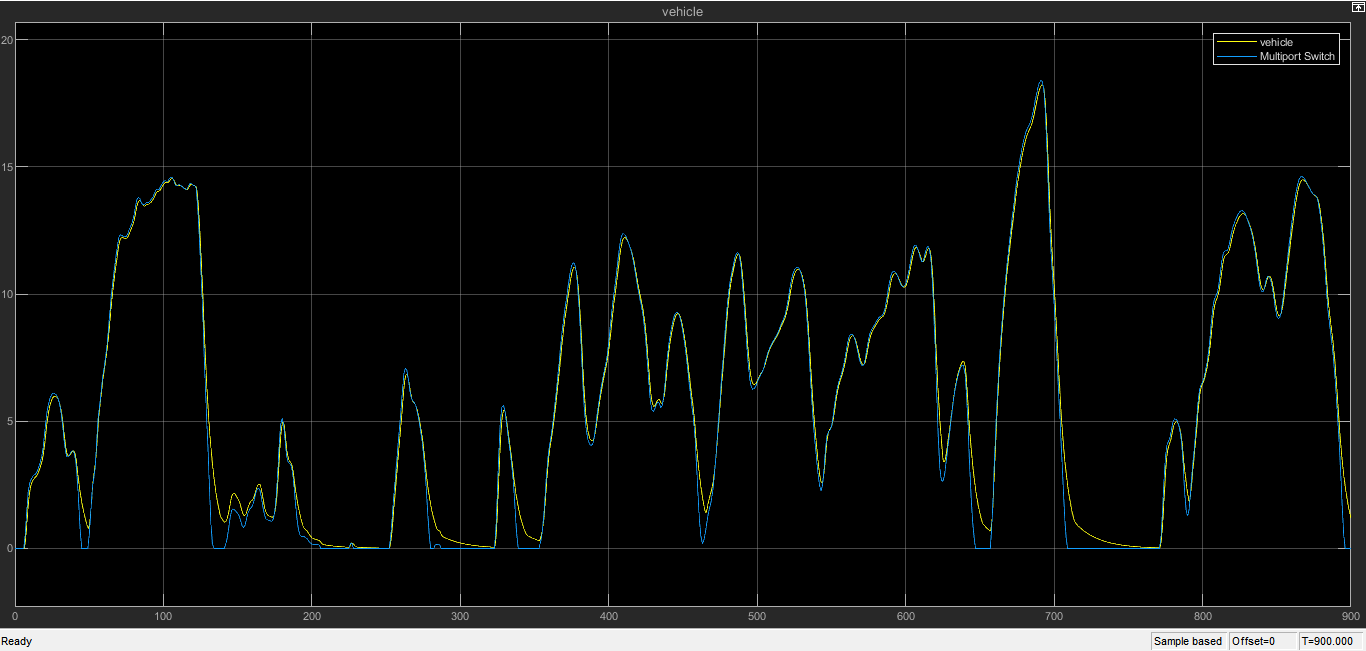 vehicle
vehicle
Multiport Switch
20
15
10
5
0
0 100 200 300 400 500 600 700 800 900
Ready Sample based Offset=0 T=900.000